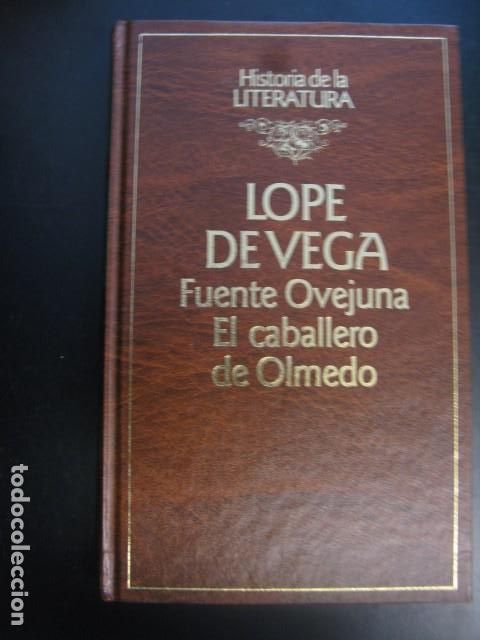 Historia de la
LITERATURA
LOPE
DE VEGA
Fuente Ovejuna
El caballero
de Olmedo
todocoleccion